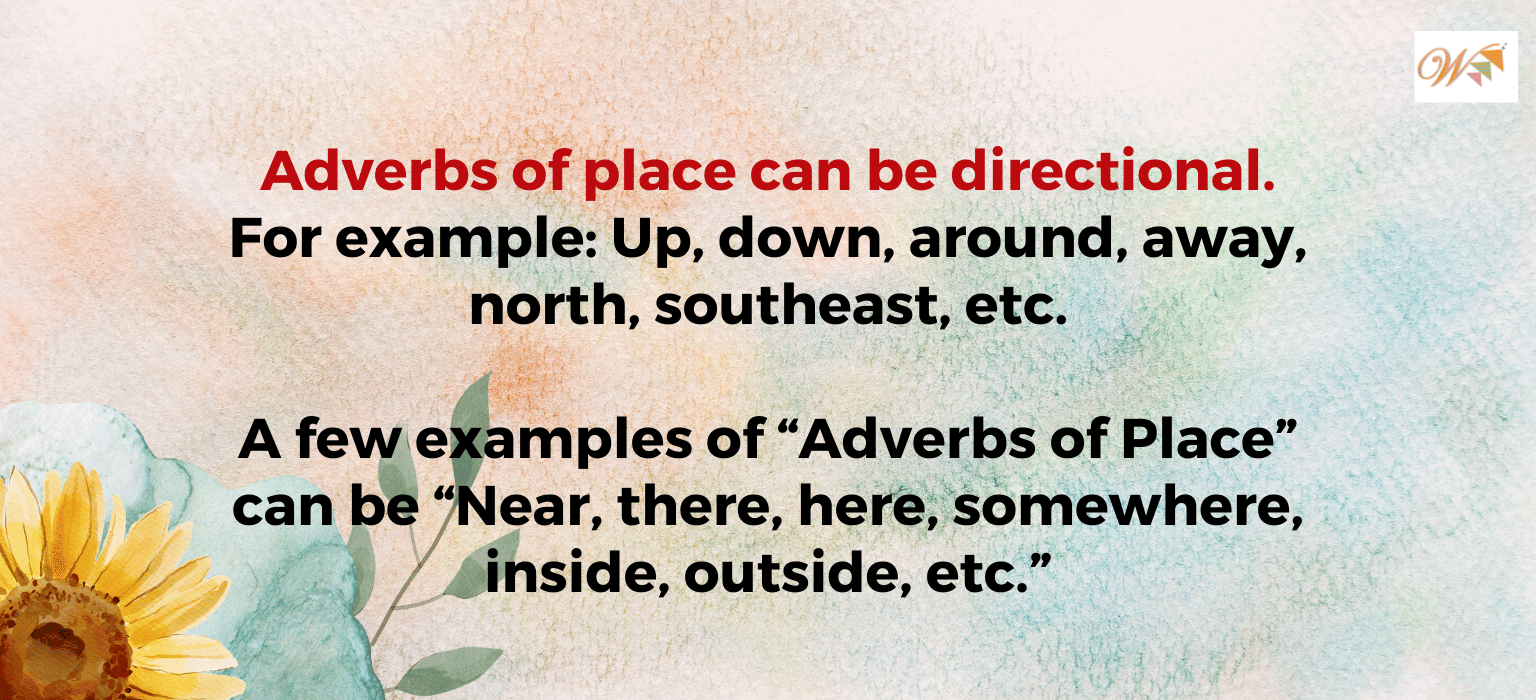 W
Adverbs of place can be directional.
For example: Up, down, around, away,
north, southeast, etc.
A few examples of “Adverbs of Place”
can be “Near, there, here, somewhere,
inside, outside, etc.”